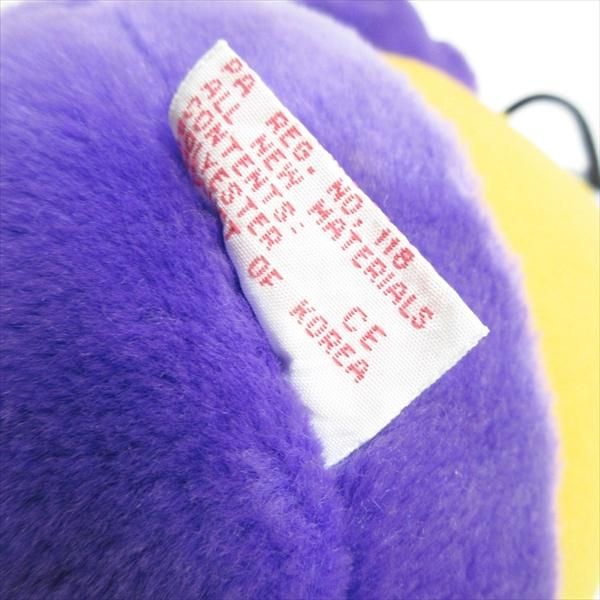 PA REG. NO. 118
ALL NEW MATERIALS
CONTENTS:
POLYESTER CE
OF KOREA